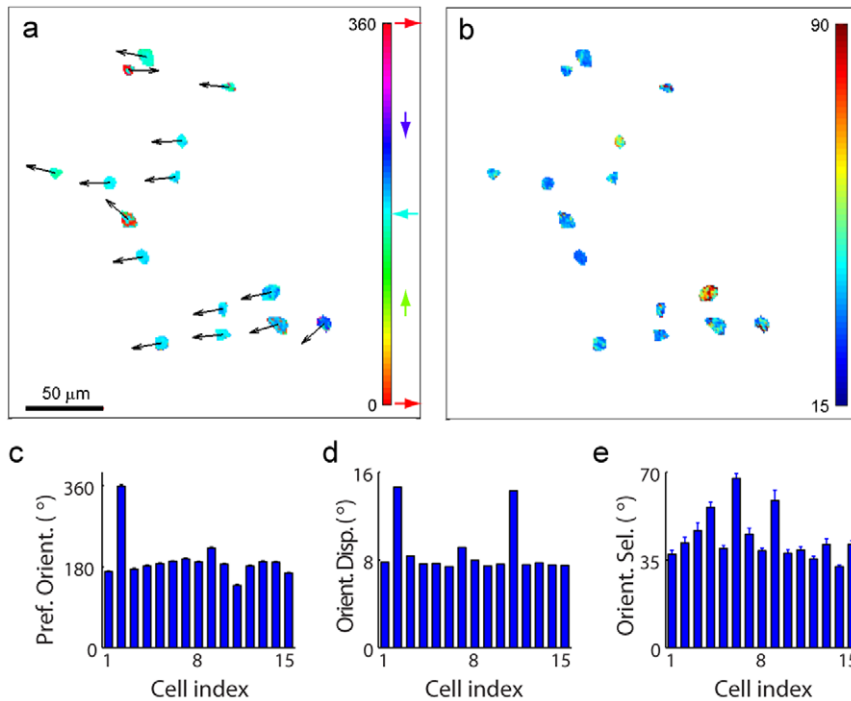 a
360
0
50 μm
b
90
15
c
Pref. Orient. ( °)
360
180
0
1
8
15
Cell index
d
Orient. Disp. ( °)
16
8
0
1
8
15
Cell index
e
Orient. Sel. ( °)
70
35
0
1
8
15
Cell index